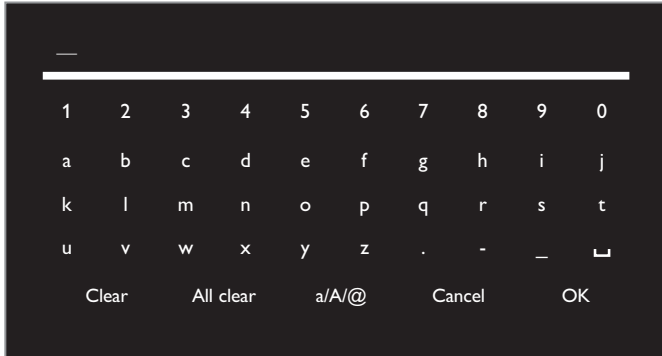 _
1 2 3 4 5 6 7 8 9 0
a b c d e f g h i j
k l m n o p q r s t
u v w x y z . - _ ␣
Clear All clear a/A/@ Cancel OK